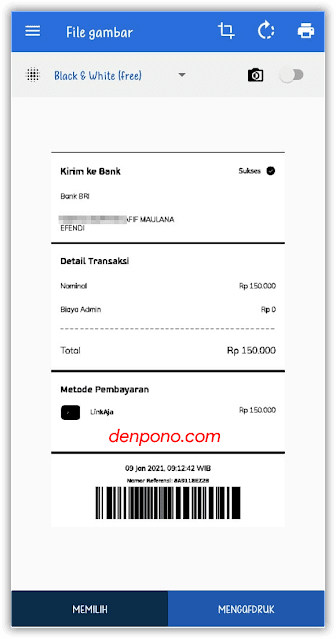 File gambar
Black & White (free)
Kirim ke Bank
Sukses
Bank BRI
AFIF MAULANA
EFENDI
Detail Transaksi
Nominal
Rp 150.000
Biaya Admin
Rp 0
Total
Rp 150.000
Metode Pembayaran
LinkAja
Rp 150.000
denpono.com
09 Jan 2021, 09:12:42 WIB
Nomor Referensi: 8A911BEZ2B
MEMILIH
MENGAFDRUK